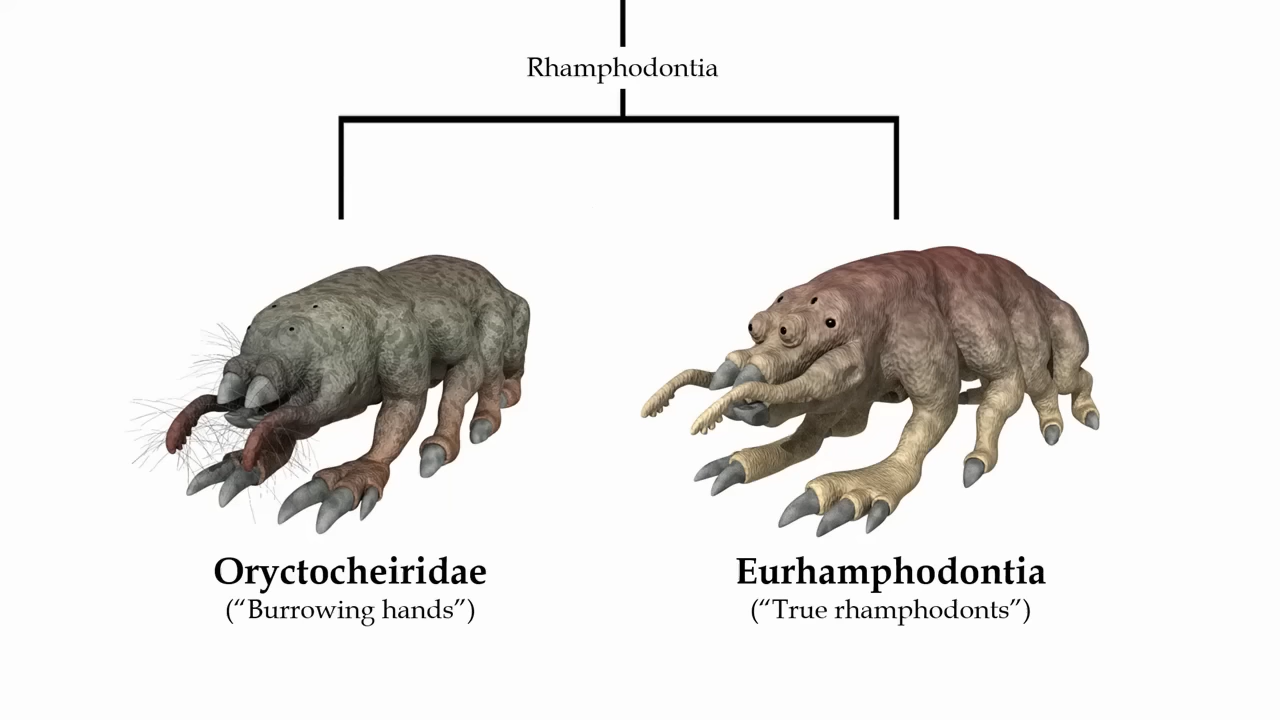 Rhamphodontia
Oryctocheiridae
(“Burrowing hands”)
Eurhamphodontia
(“True rhamphodonts”)